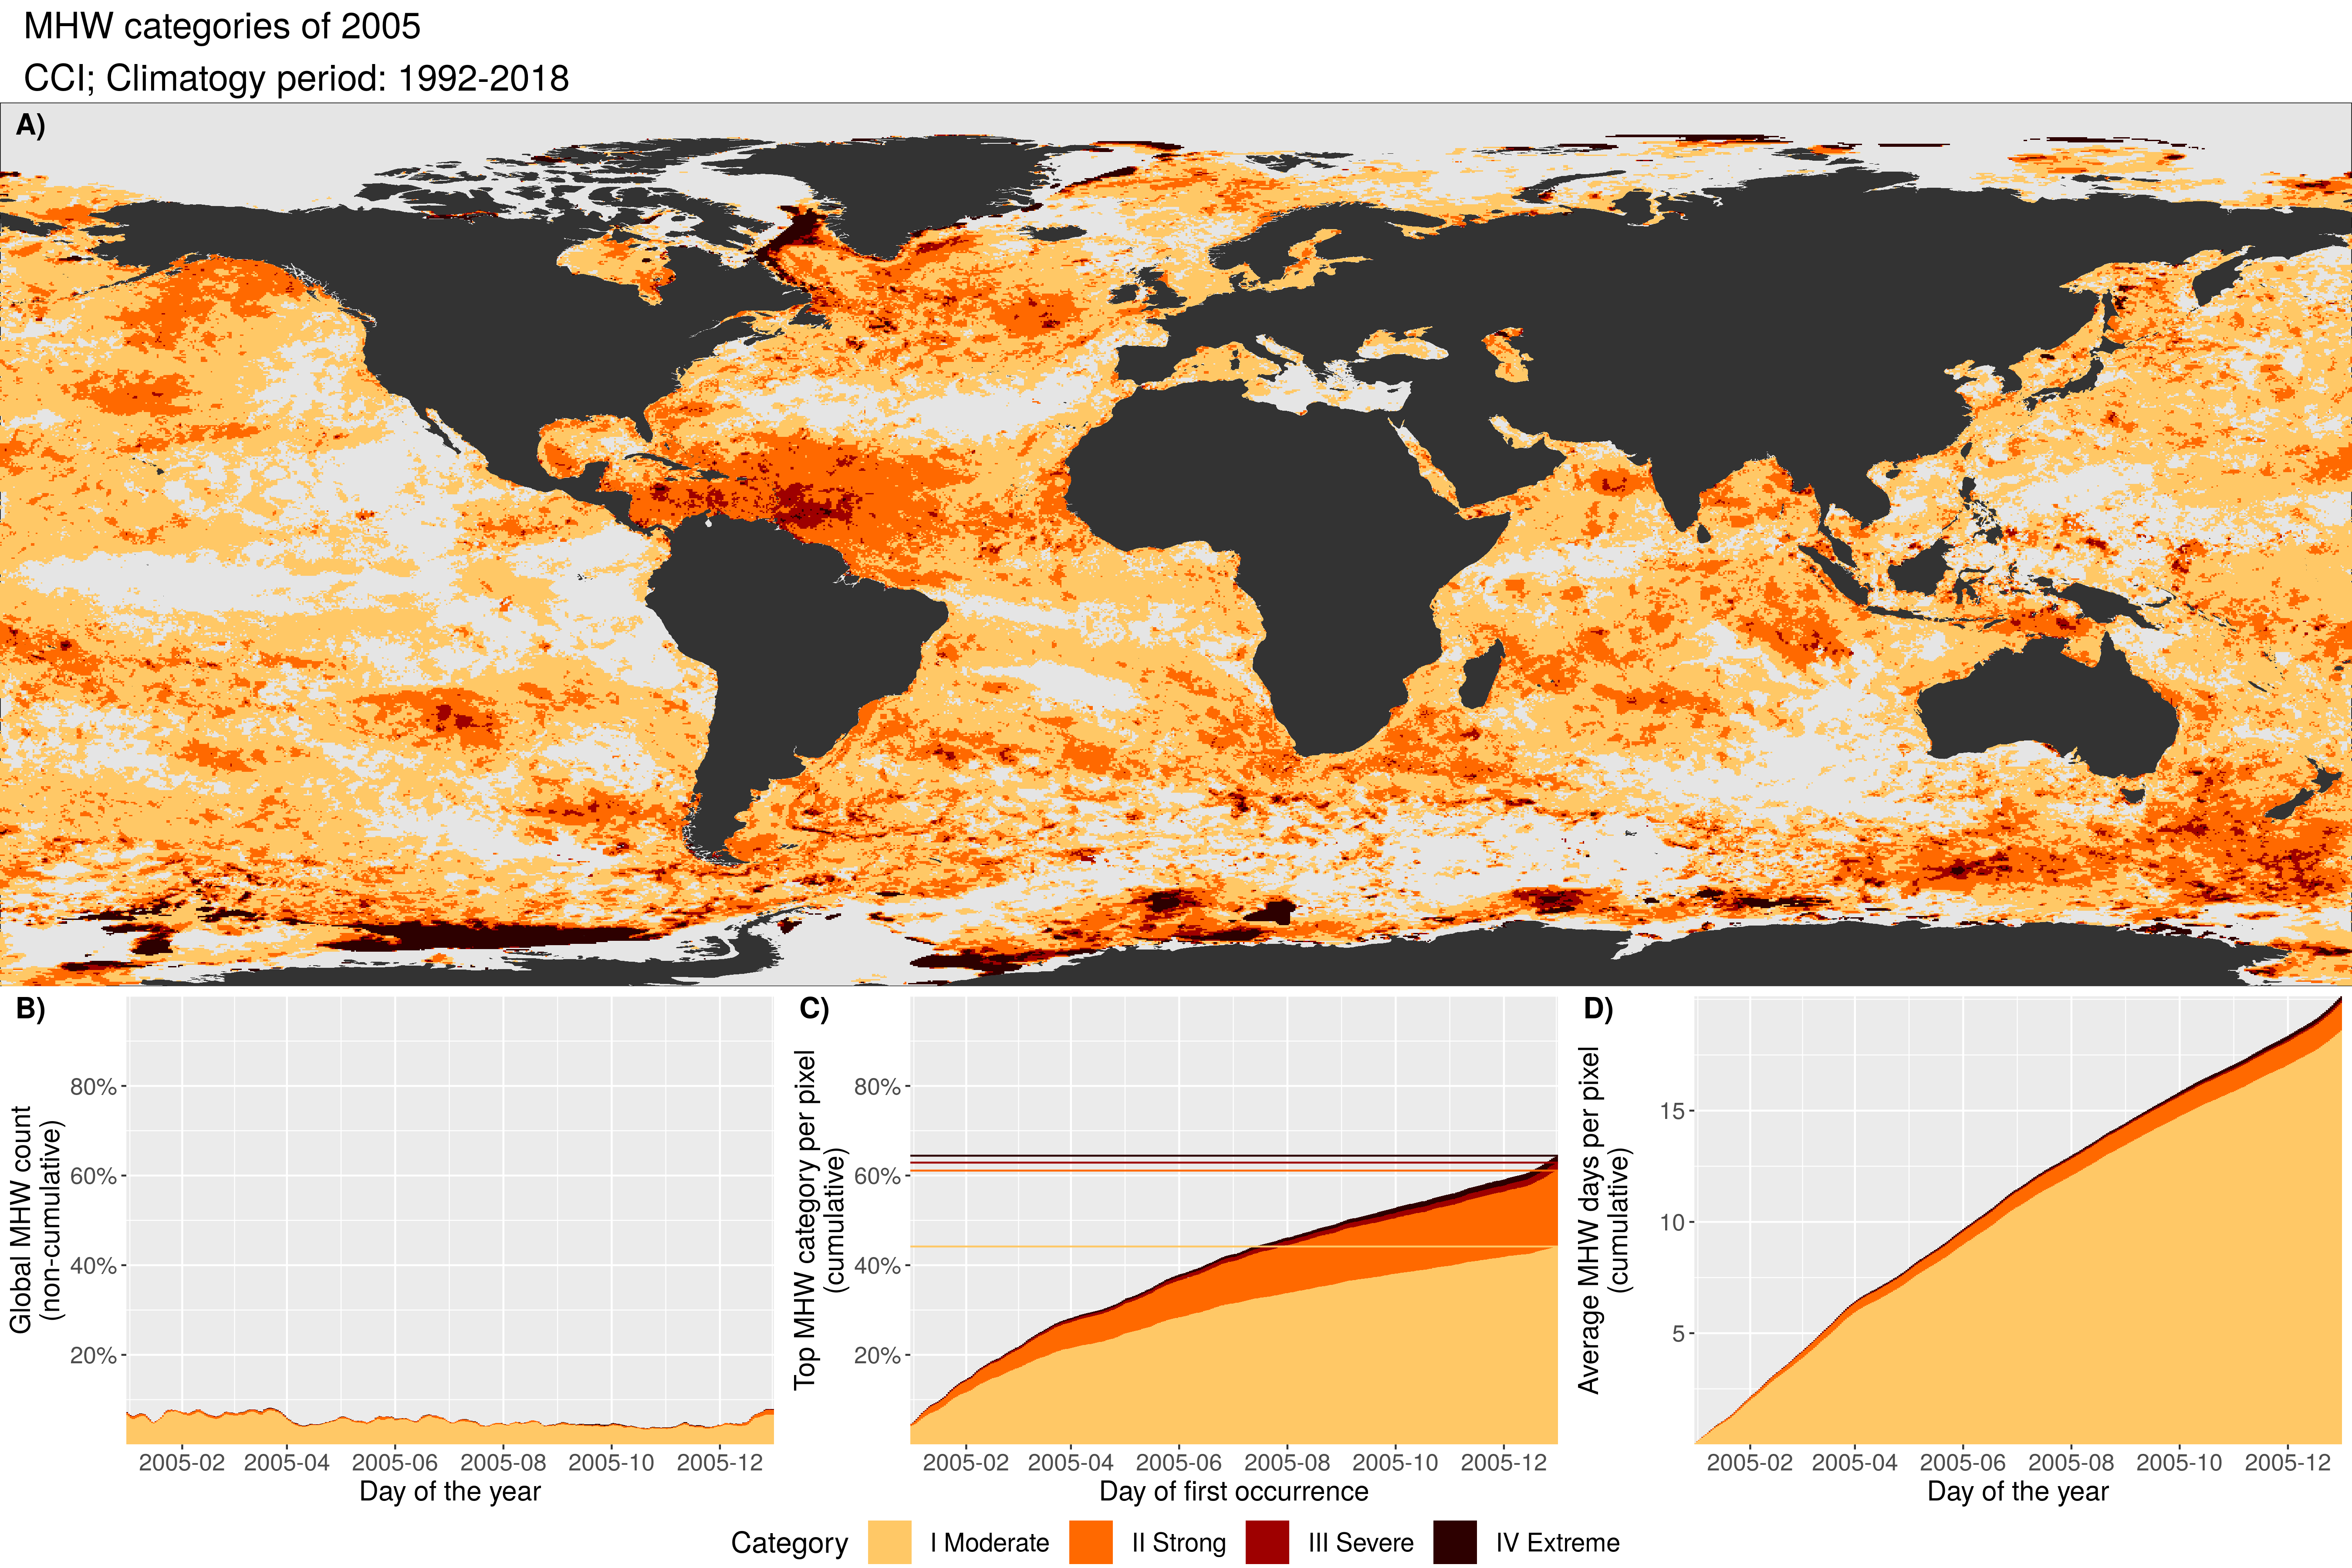 MHW categories of 2005
CCI; Climatogy period: 1992-2018
A)
B)
Global MHW count
(non-cumulative)
80%
60%
40%
20%
2005-02 2005-04 2005-06 2005-08 2005-10 2005-12
Day of the year
C)
Top MHW category per pixel
(cumulative)
80%
60%
40%
20%
2005-02 2005-04 2005-06 2005-08 2005-10 2005-12
Day of first occurrence
D)
Average MHW days per pixel
(cumulative)
15
10
5
2005-02 2005-04 2005-06 2005-08 2005-10 2005-12
Day of the year
Category I Moderate II Strong III Severe IV Extreme